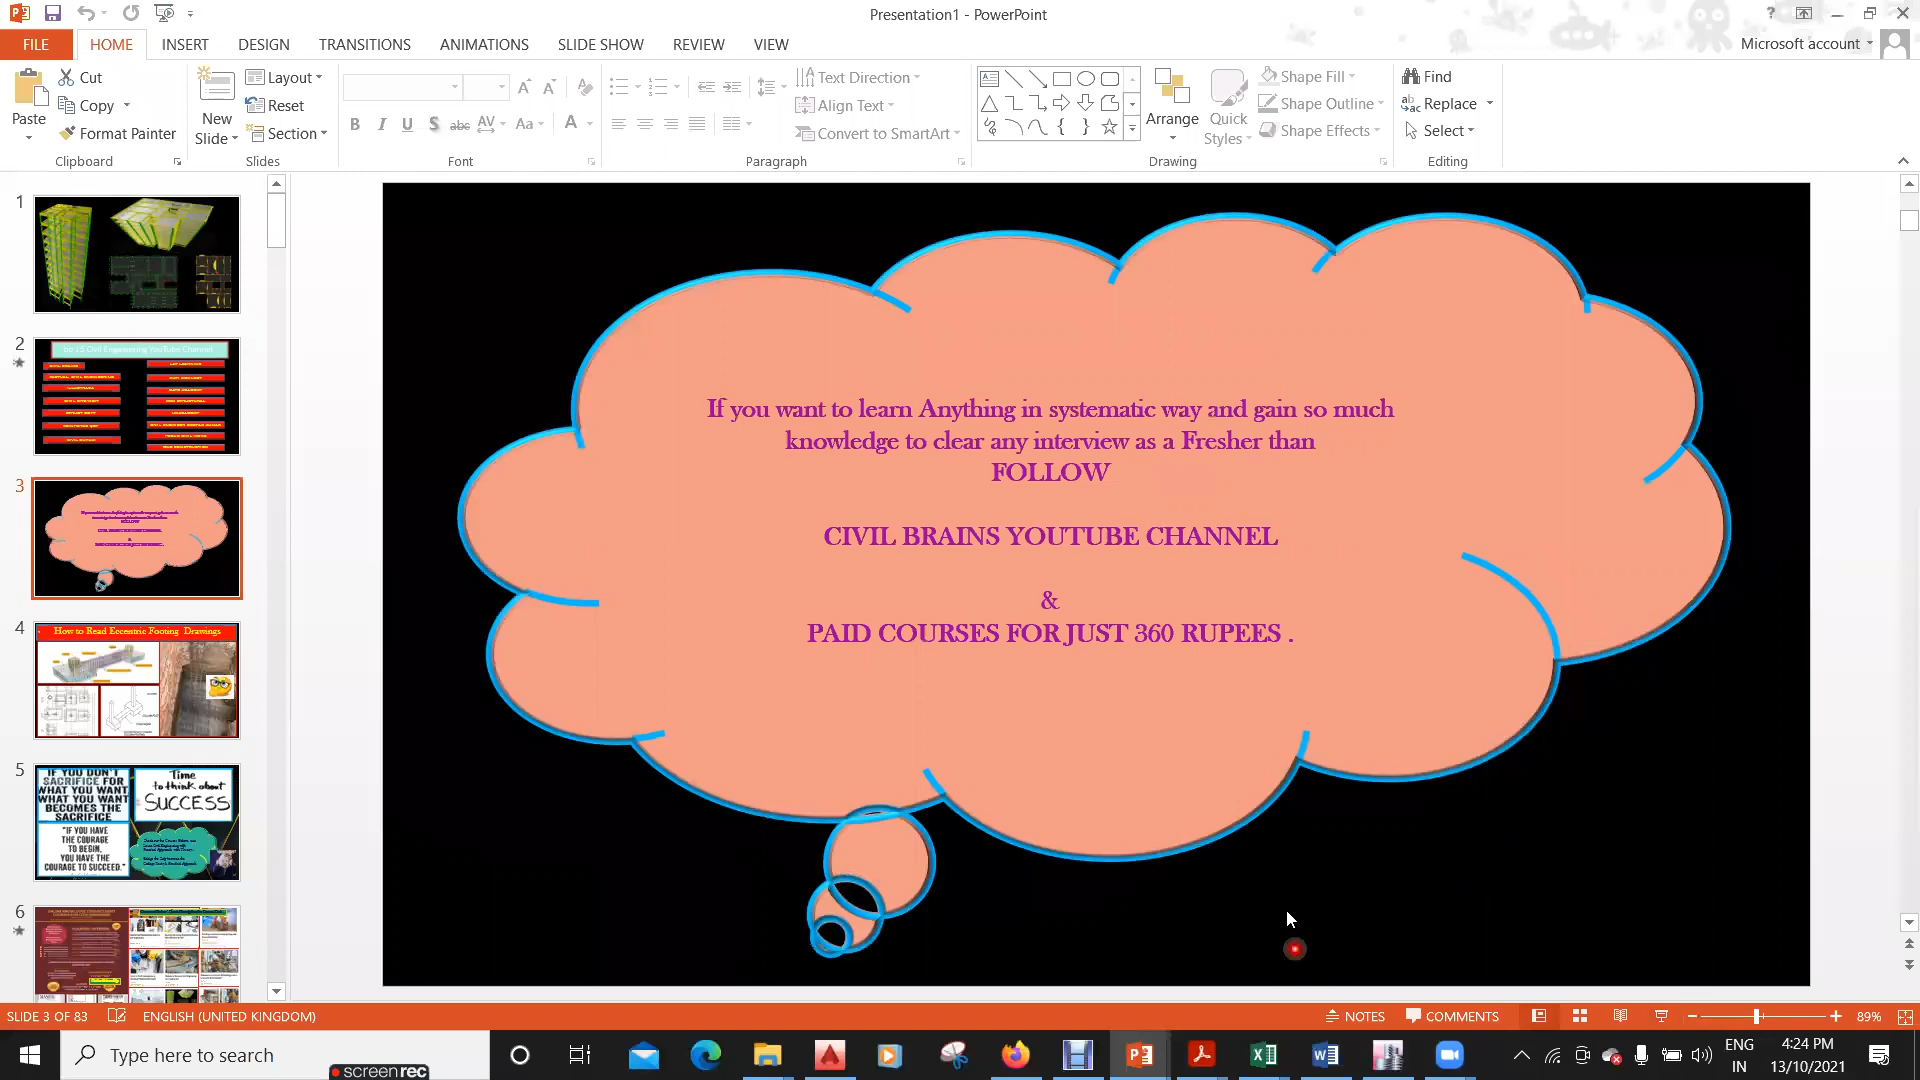 Presentation1 - PowerPoint
FILE
HOME
INSERT
DESIGN
TRANSITIONS
ANIMATIONS
SLIDE SHOW
REVIEW
VIEW
Microsoft account
Paste
Cut
Copy
Format Painter
Clipboard
New
Slide
Layout
Reset
Section
Slides
Font
Text Direction
Align Text
Convert to SmartArt
Paragraph
Arrange
Quick
Styles
Shape Fill
Shape Outline
Shape Effects
Drawing
Find
Replace
Select
Editing
1
2
3
4
How to Read Eccentric Footing Drawings
5
IF YOU DON'T
SACRIFICE FOR
WHAT YOU WANT
WHAT YOU WANT
BECOMES THE
SACRIFICE
Time
to think about
SUCCESS
"IF YOU HAVE
THE COURAGE
TO BEGIN,
YOU HAVE THE
COURAGE TO SUCCEED."
6
If you want to learn Anything in systematic way and gain so much
knowledge to clear any interview as a Fresher than
FOLLOW
CIVIL BRAINS YOUTUBE CHANNEL
&
PAID COURSES FOR JUST 360 RUPEES .
SLIDE 3 OF 83
ENGLISH (UNITED KINGDOM)
NOTES
COMMENTS
89%
Type here to search
screenrec
ENG
IN
4:24 PM
13/10/2021